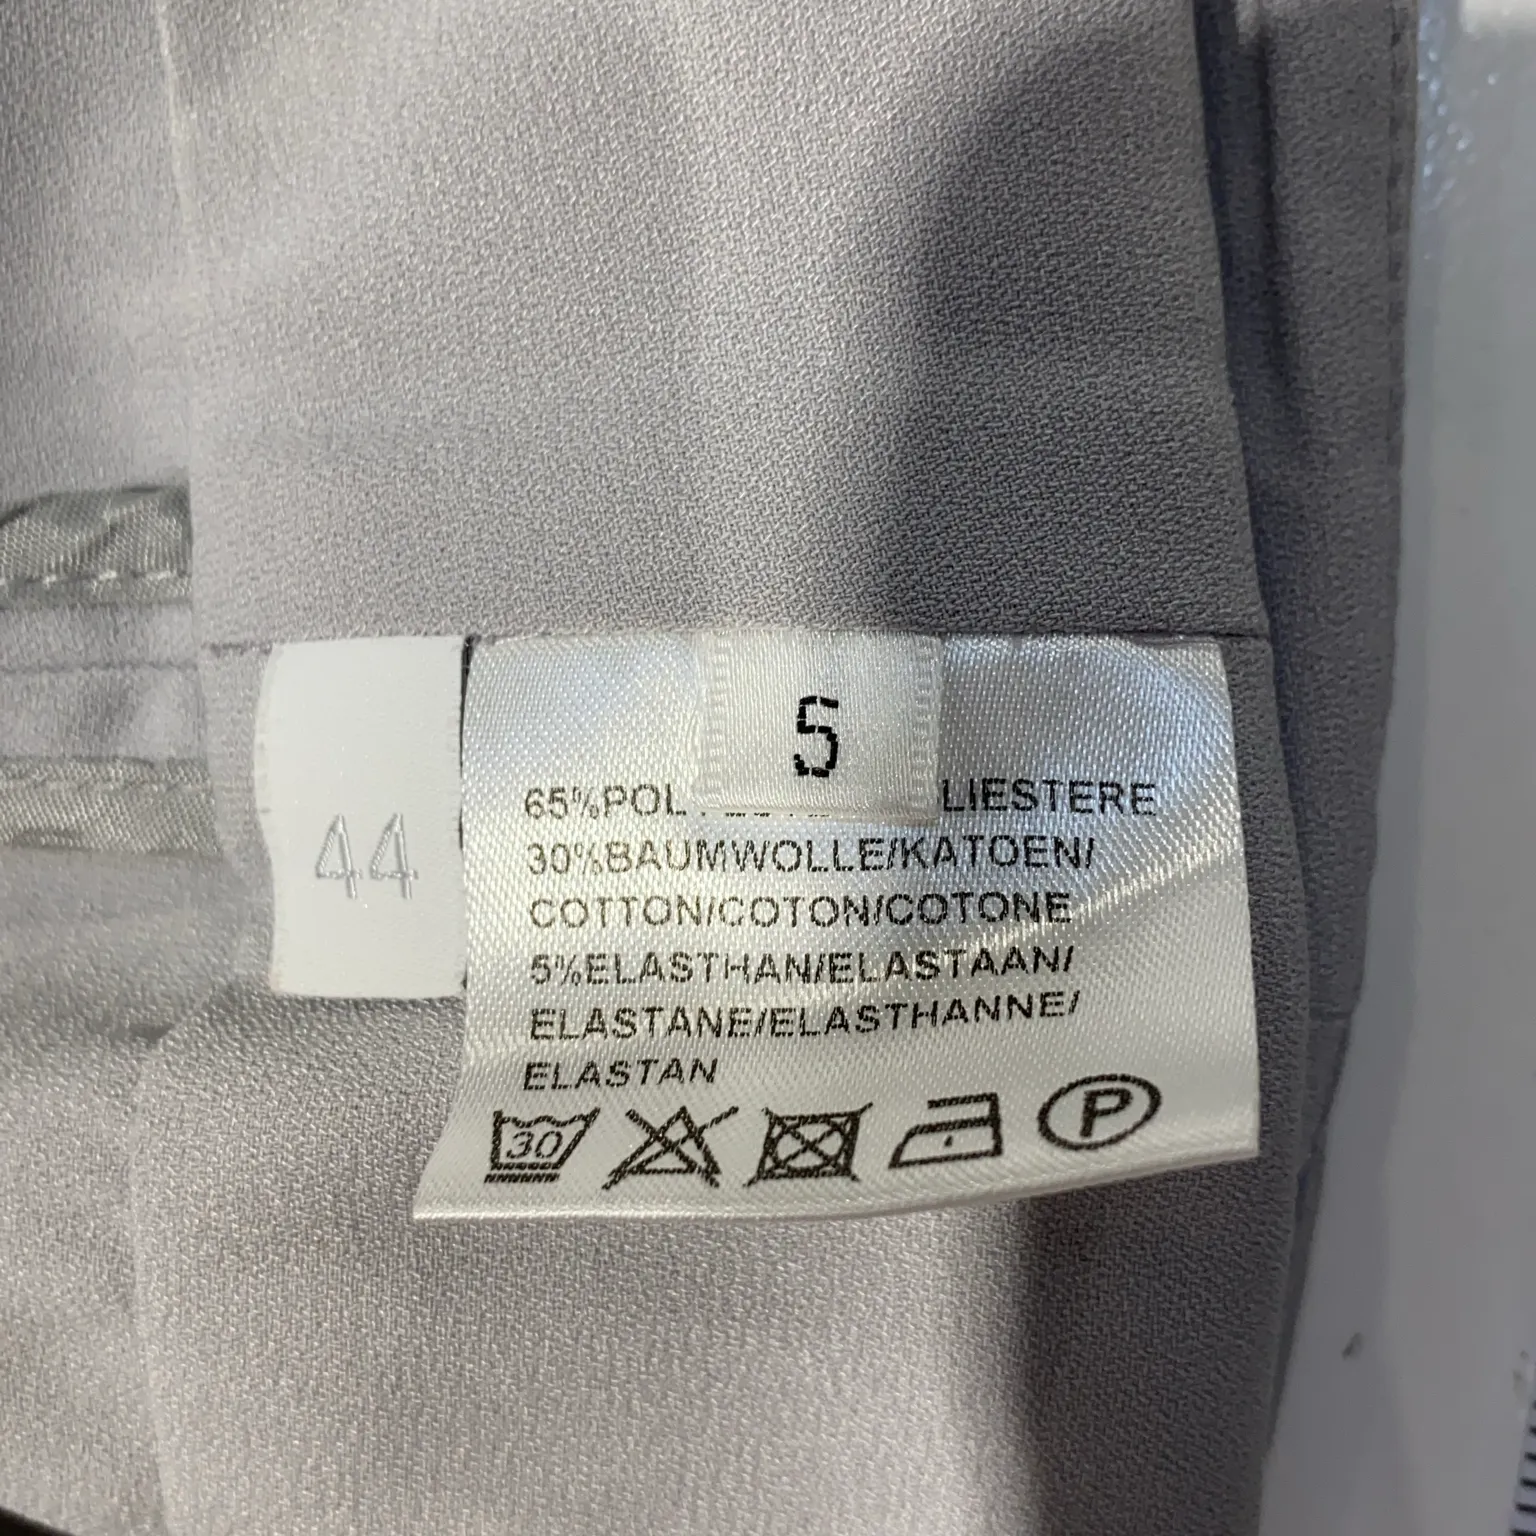 5
44
65%POL LIESTERE
30%BAUMWOLLE/KATOEN/
COTTON/COTON/COTONE
5%ELASTHAN/ELASTAAN/
ELASTANE/ELASTHANNE/
ELASTAN
30
P